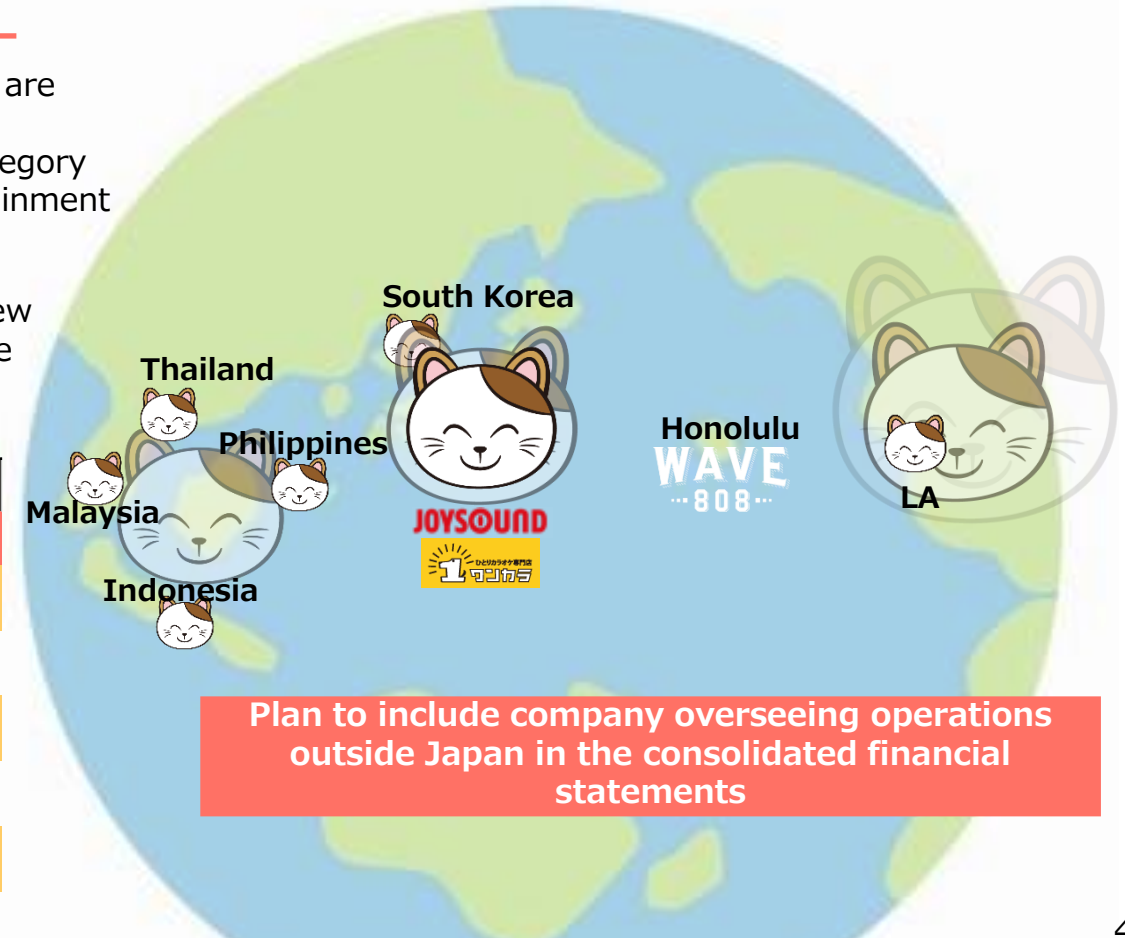 are
egory
ainment
ew
e
South Korea
Thailand
Philippines
Malaysia
Indonesia
JOYSOUND
ひとりカラオケ専門店
1 ワンカラ
Honolulu
WAVE
808
LA
Plan to include company overseeing operations
outside Japan in the consolidated financial
statements